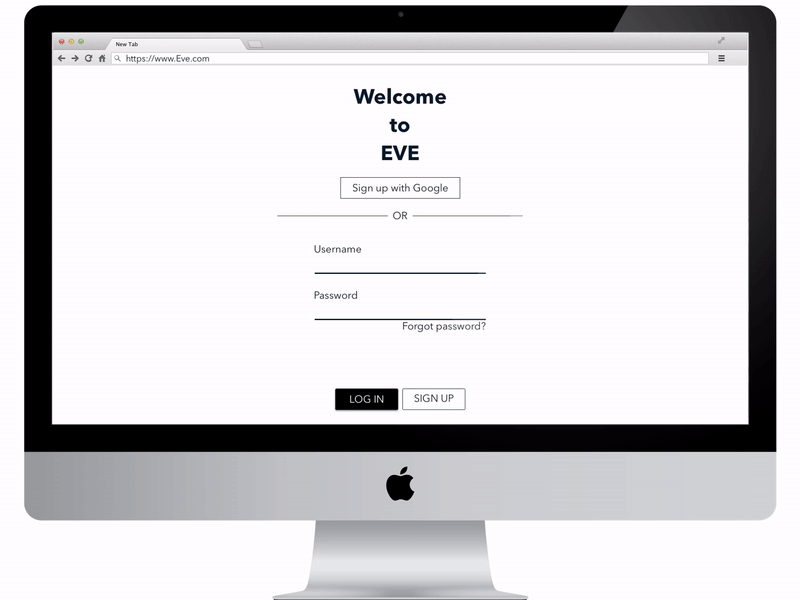 New Tab
https://www.Eve.com
Welcome
to
EVE
Sign up with Google
OR
Username
Password
Forgot password?
LOG IN
SIGN UP